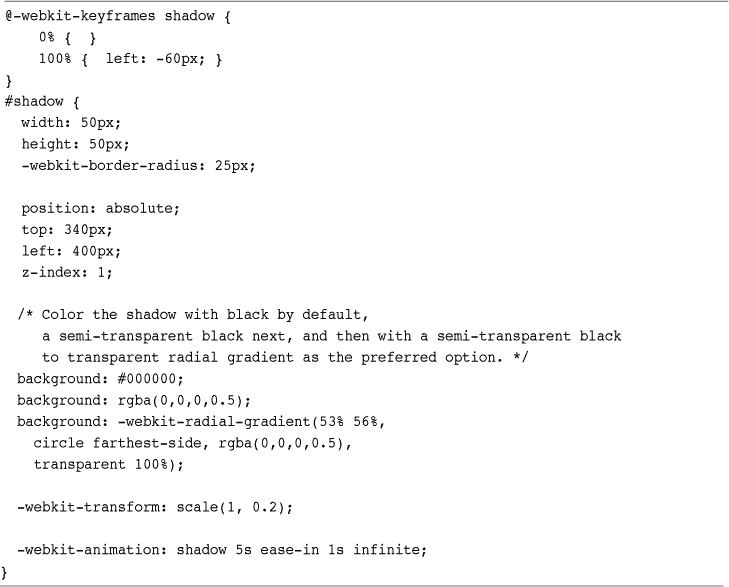 @-webkit-keyframes shadow {
    0% {  }
    100% {  left: -60px; }
}
#shadow {
  width: 50px;
  height: 50px;
  -webkit-border-radius: 25px;

  position: absolute;
  top: 340px;
  left: 400px;
  z-index: 1;

  /* Color the shadow with black by default,
     a semi-transparent black next, and then with a semi-transparent black
     to transparent radial gradient as the preferred option. */
  background: #000000;
  background: rgba(0,0,0,0.5);
  background: -webkit-radial-gradient(53% 56%,
    circle farthest-side, rgba(0,0,0,0.5),
    transparent 100%);

  -webkit-transform: scale(1, 0.2);

  -webkit-animation: shadow 5s ease-in 1s infinite;
}